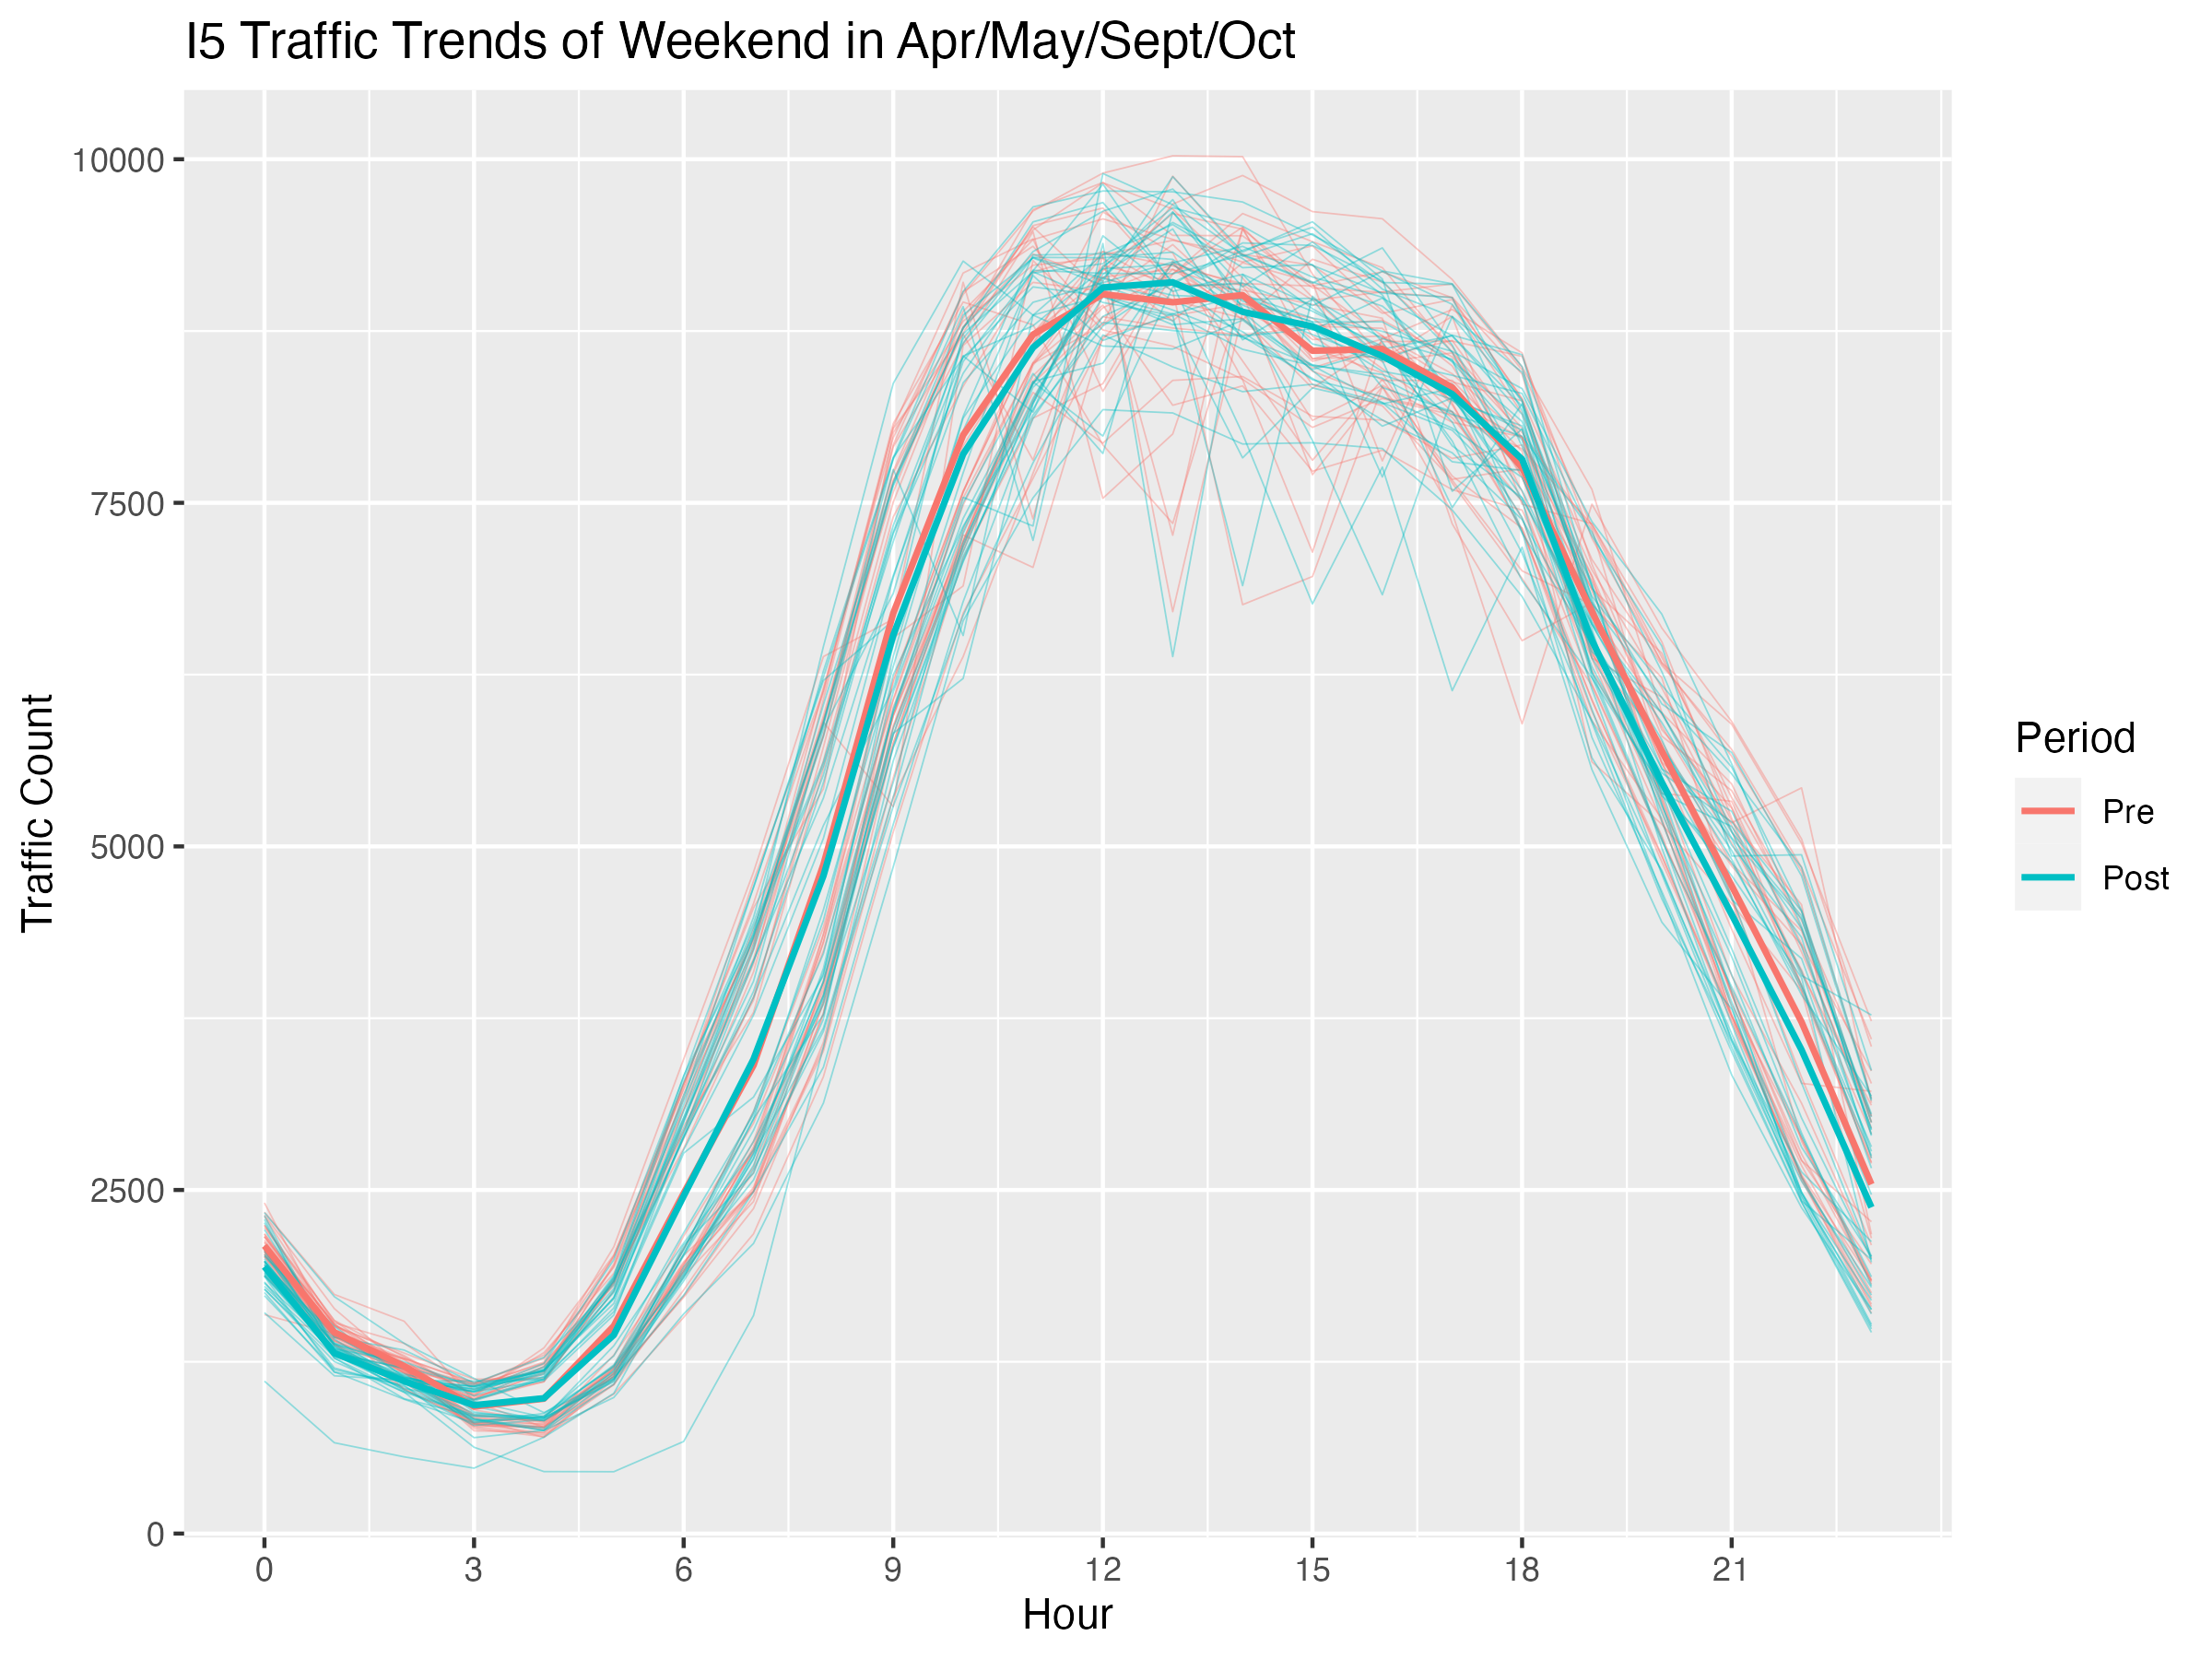 I5 Traffic Trends of Weekend in Apr/May/Sept/Oct
10000
7500
5000
2500
0
Traffic Count
0 3 6 9 12 15 18 21
Hour
Period
Pre
Post